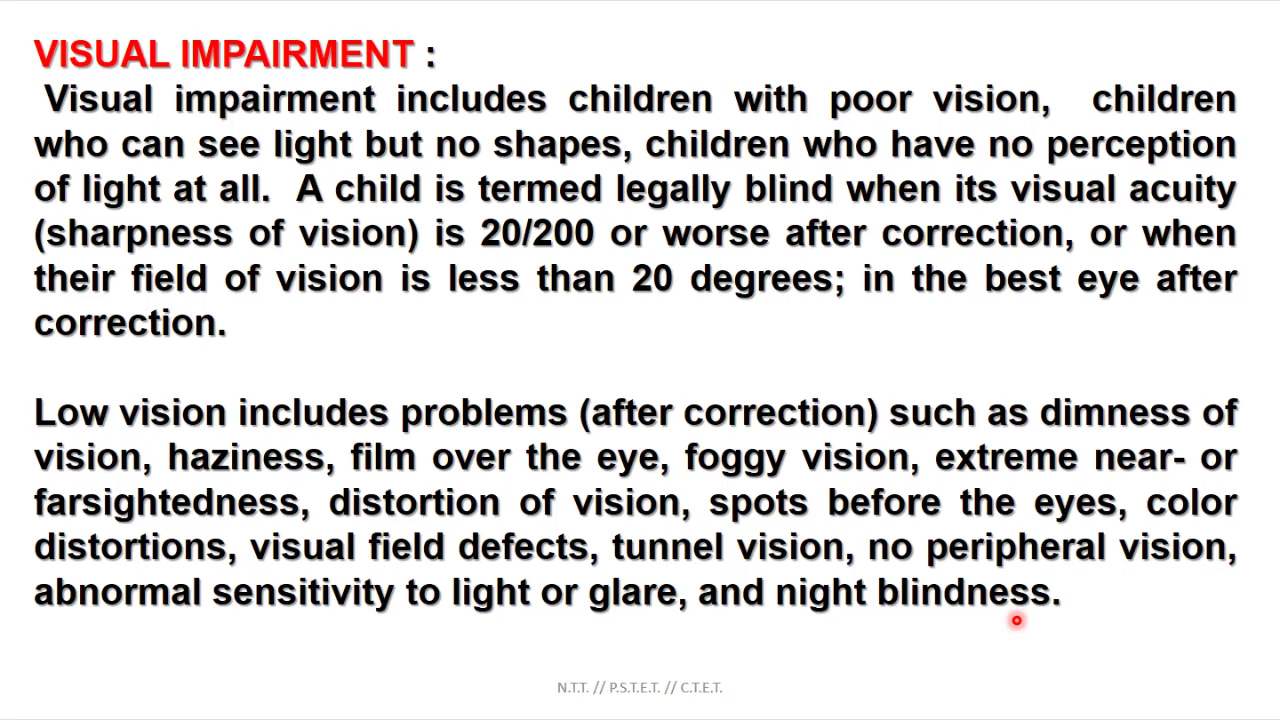 VISUAL IMPAIRMENT :
Visual impairment includes children with poor vision, children
who can see light but no shapes, children who have no perception
of light at all. A child is termed legally blind when its visual acuity
(sharpness of vision) is 20/200 or worse after correction, or when
their field of vision is less than 20 degrees; in the best eye after
correction.
Low vision includes problems (after correction) such as dimness of
vision, haziness, film over the eye, foggy vision, extreme near- or
farsightedness, distortion of vision, spots before the eyes, color
distortions, visual field defects, tunnel vision, no peripheral vision,
abnormal sensitivity to light or glare, and night blindness.
N.T.T. // P.S.T.E.T. // C.T.E.T.